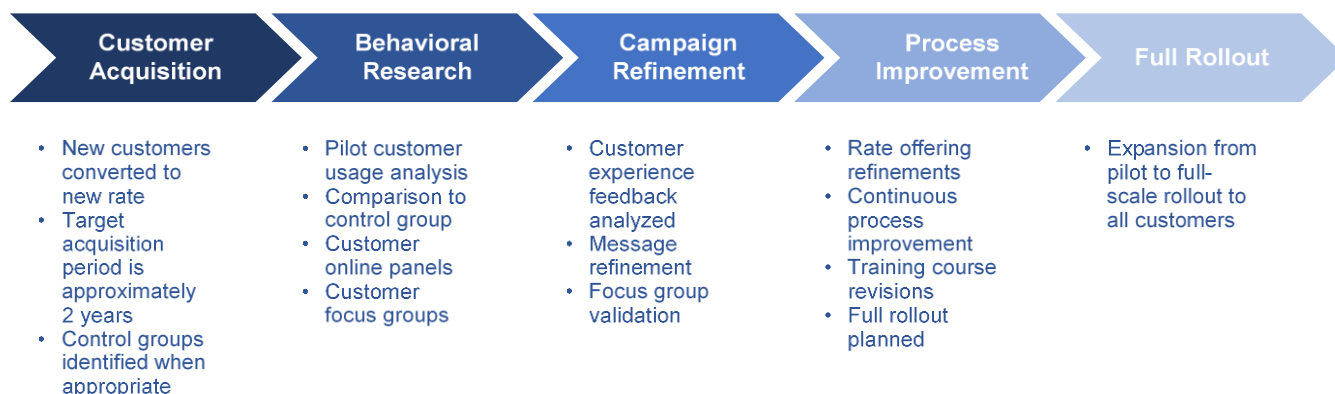 Customer
Acquisition
Behavioral
Research
Campaign
Refinement
Process
Improvement
Full Rollout
• New customers
converted to
new rate
• Target
acquisition
period is
approximately
2 years
• Control groups
identified when
appropriate
• Pilot customer
usage analysis
• Comparison to
control group
• Customer
online panels
• Customer
focus groups
• Customer
experience
feedback
analyzed
• Message
refinement
• Focus group
validation
• Rate offering
refinements
• Continuous
process
improvement
• Training course
revisions
• Full rollout
planned
• Expansion from
pilot to full-
scale rollout to
all customers